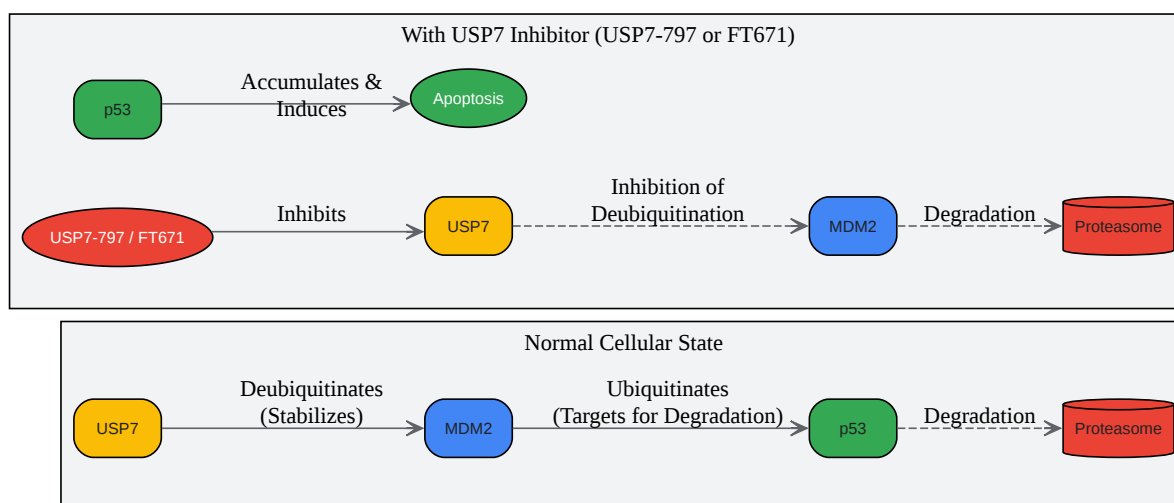 With USP7 Inhibitor (USP7-797 or FT671)
p53
Accumulates &
Induces
Apoptosis
USP7-797 / FT671
Inhibits
USP7
Inhibition of
Deubiquitination
MDM2
Degradation
Proteasome
Normal Cellular State
USP7
Deubiquitinates
(Stabilizes)
MDM2
Ubiquitinates
(Targets for Degradation)
p53
Degradation
Proteasome